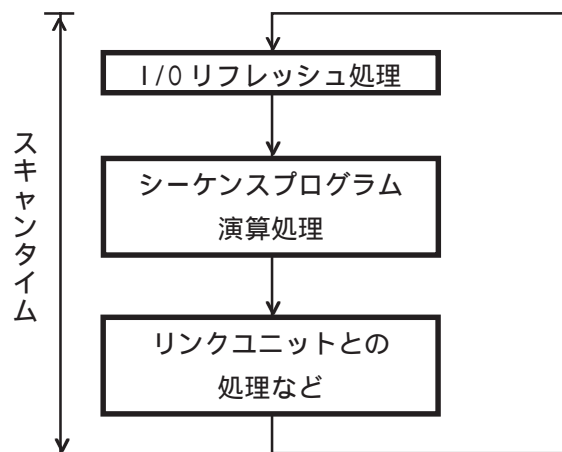 スキャンタイム
I/Oリフレッシュ処理
シーケンスプログラム
演算処理
リンクユニットとの
処理など